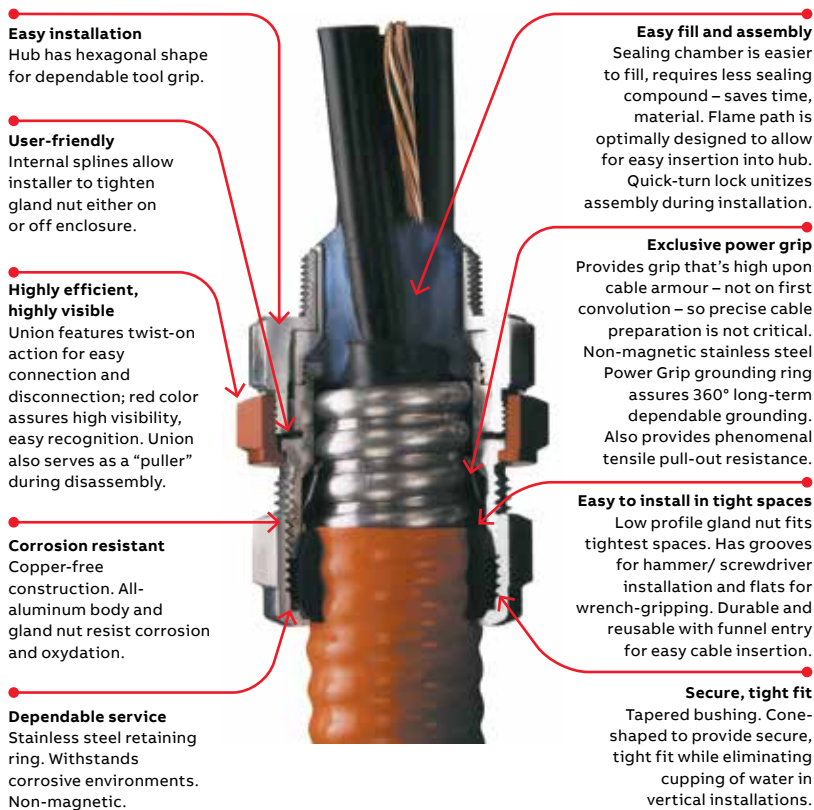 Easy installation
Hub has hexagonal shape
for dependable tool grip.
User-friendly
Internal splines allow
installer to tighten
gland nut either on
or off enclosure.
Highly efficient,
highly visible
Union features twist-on
action for easy
connection and
disconnection; red color
assures high visibility,
easy recognition. Union
also serves as a “puller”
during disassembly.
Corrosion resistant
Copper-free
construction. All-
aluminum body and
gland nut resist corrosion
and oxydation.
Dependable service
Stainless steel retaining
ring. Withstands
corrosive environments.
Non-magnetic.
Easy fill and assembly
Sealing chamber is easier
to fill, requires less sealing
compound – saves time,
material. Flame path is
optimally designed to allow
for easy insertion into hub.
Quick-turn lock unitizes
assembly during installation.
Exclusive power grip
Provides grip that’s high upon
cable armour – not on first
convolution – so precise cable
preparation is not critical.
Non-magnetic stainless steel
Power Grip grounding ring
assures 360° long-term
dependable grounding.
Also provides phenomenal
tensile pull-out resistance.
Easy to install in tight spaces
Low profile gland nut fits
tightest spaces. Has grooves
for hammer/ screwdriver
installation and flats for
wrench-gripping. Durable and
reusable with funnel entry
for easy cable insertion.
Secure, tight fit
Tapered bushing. Cone-
shaped to provide secure,
tight fit while eliminating
cupping of water in
vertical installations.